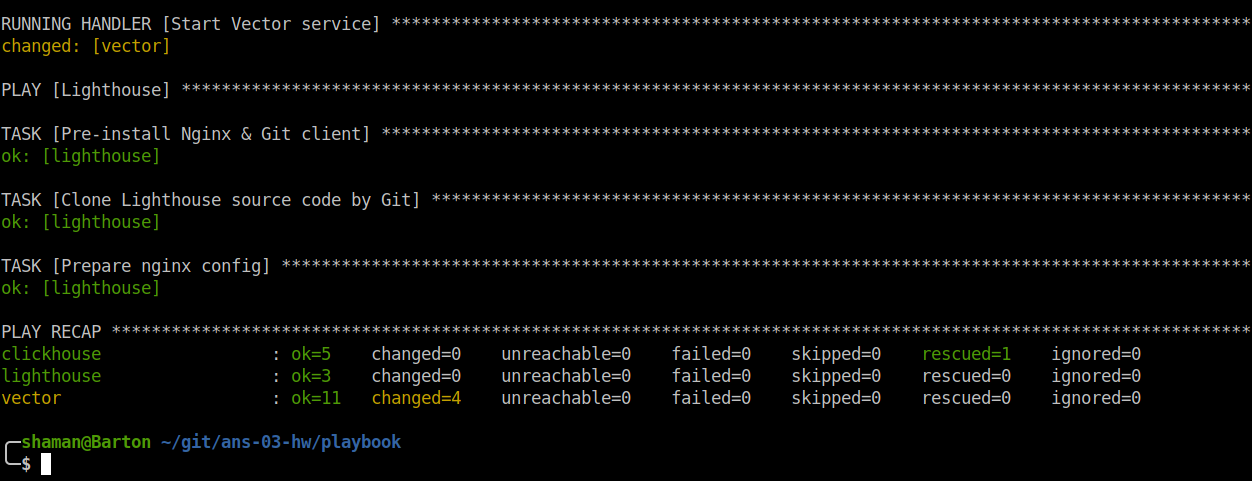 RUNNING HANDLER [Start Vector service] **************************************************************************************
changed: [vector]
PLAY [Lighthouse] ***********************************************************************************************************
TASK [Pre-install Nginx & Git client] ***************************************************************************************
ok: [lighthouse]
TASK [Clone Lighthouse source code by Git] **********************************************************************************
ok: [lighthouse]
TASK [Prepare nginx config] *************************************************************************************************
ok: [lighthouse]
PLAY RECAP ******************************************************************************************************************
clickhouse                 : ok=5    changed=0    unreachable=0    failed=0    skipped=0    rescued=1    ignored=0
lighthouse                 : ok=3    changed=0    unreachable=0    failed=0    skipped=0    rescued=0    ignored=0
vector                     : ok=11   changed=4    unreachable=0    failed=0    skipped=0    rescued=0    ignored=0
╭─shaman@Barton ~/git/ans-03-hw/playbook
╰─$